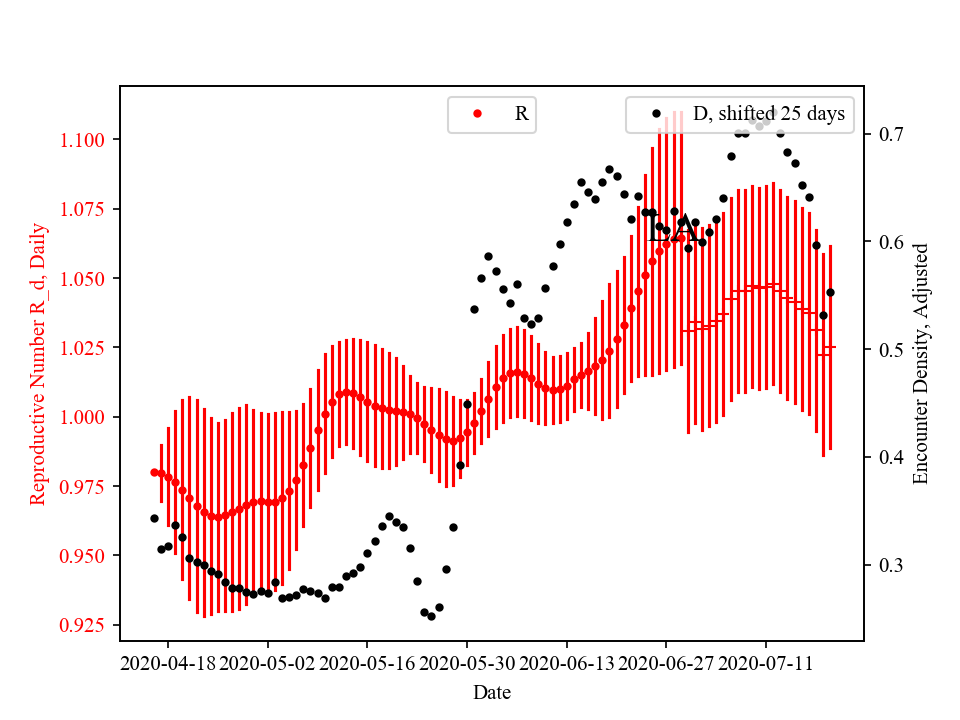 R
D, shifted 25 days
LA
Reproductive Number R_d, Daily
1.100
1.075
1.050
1.025
1.000
0.975
0.950
0.925
0.7
0.6
0.5
0.4
0.3
Encounter Density, Adjusted
2020-04-18 2020-05-02 2020-05-16 2020-05-30 2020-06-13 2020-06-27 2020-07-11
Date